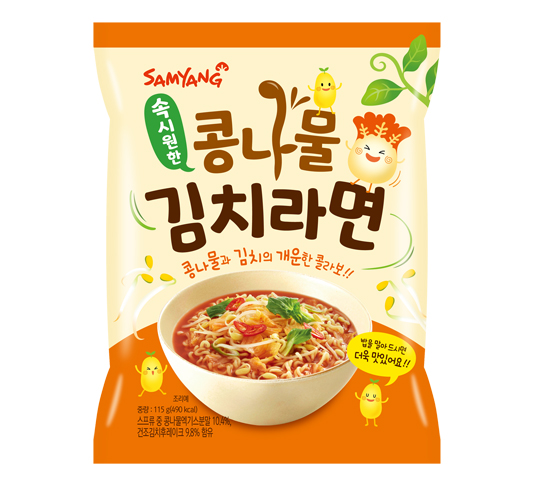 SAMYANG
속시원한
콩나물
김치라면
콩나물과 김치의 개운한 콜라보!!
밥을 말아 드시면
더욱 맛있어요!!
조리예
중량 : 115 g(490 kcal)
스프류 중 콩나물엑기스분말 10.4%,
건조김치후레이크 9.8% 함유